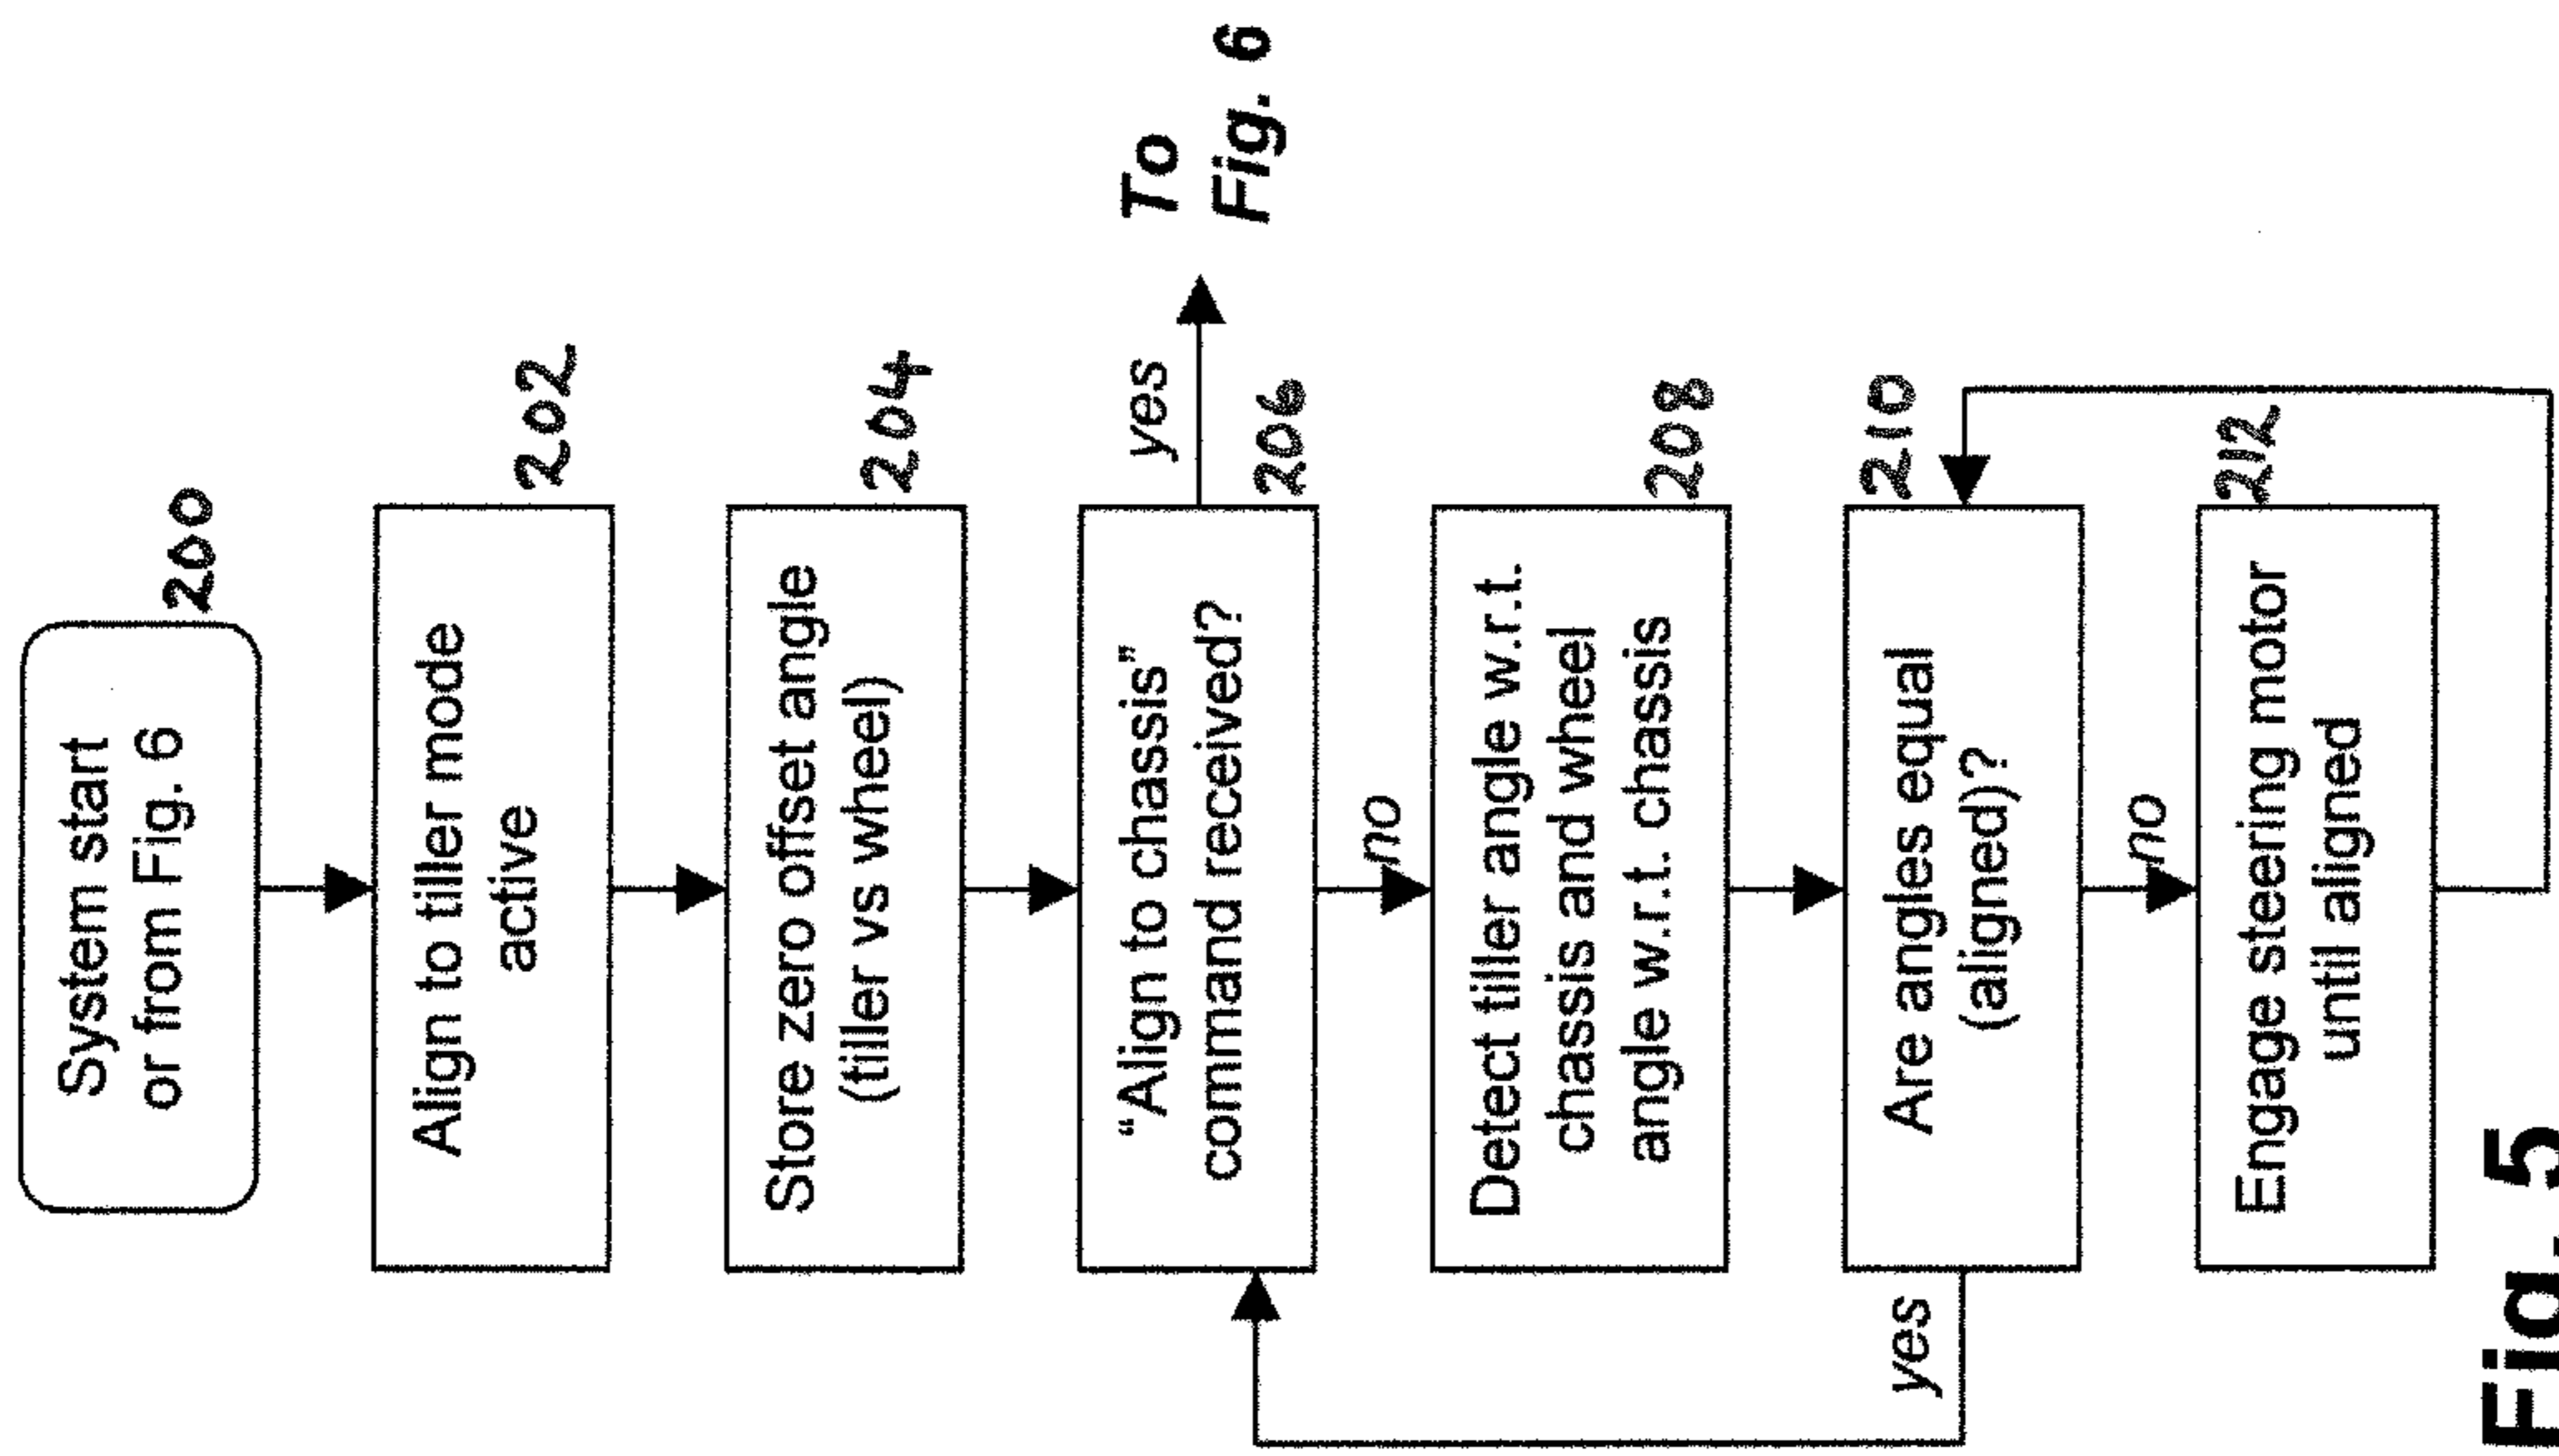 System start
or from Fig. 6
200
Align to tiller mode
active
202
Store zero offset angle
(tiller vs wheel)
204
“Align to chassis”
command received?
206
yes
To
Fig. 6
no
Detect tiller angle w.r.t.
chassis and wheel
angle w.r.t. chassis
208
Are angles equal
(aligned)?
210
yes
no
Engage steering motor
until aligned
212
Fig. 5